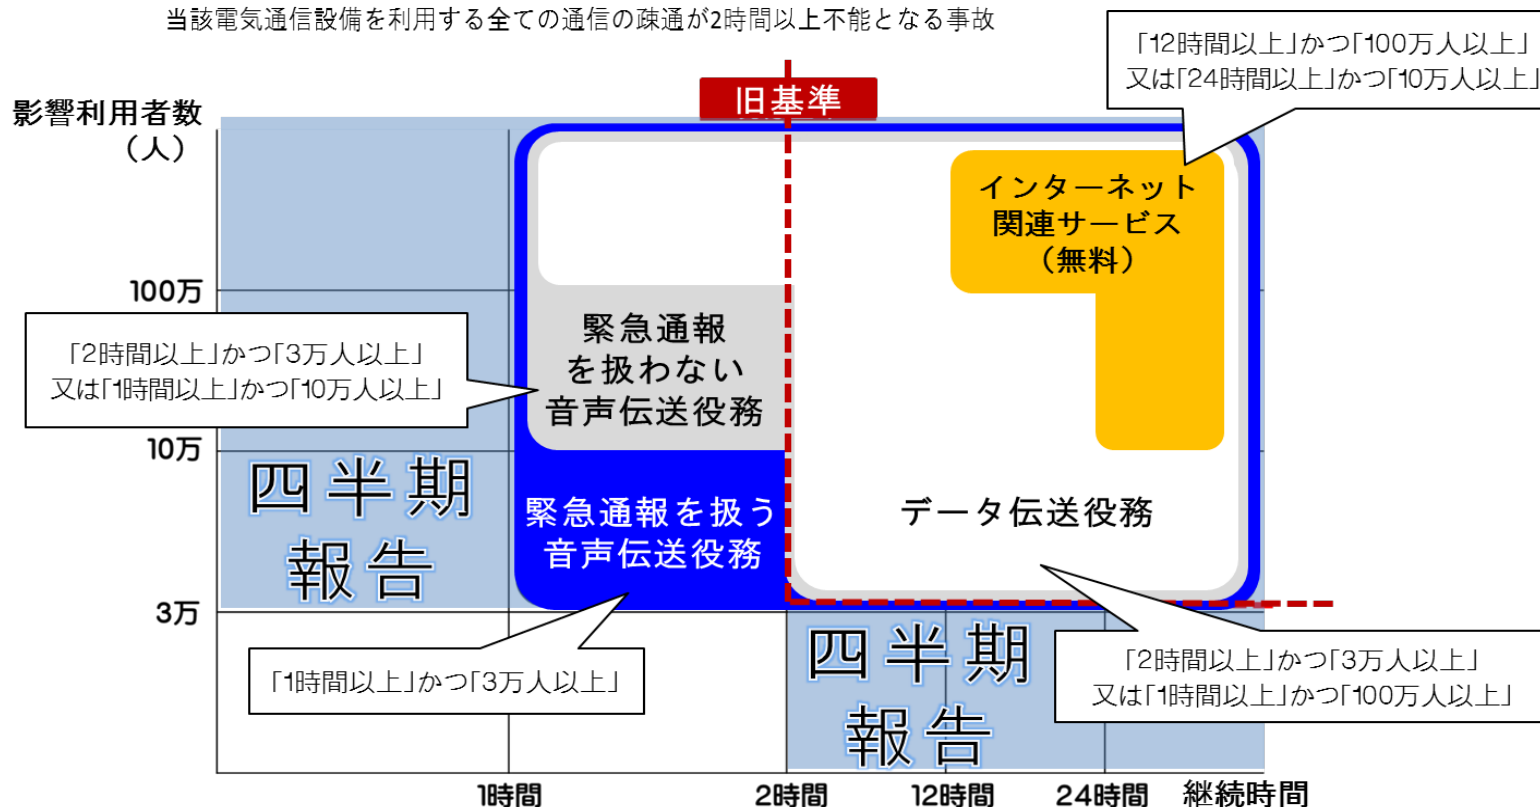 当該電気通信設備を利用する全ての通信の疎通が2時間以上不能となる事故
「12時間以上」かつ「100万人以上」
又は「24時間以上」かつ「10万人以上」
旧基準
影響利用者数
（人）
インターネット
関連サービス
（無料）
100万
緊急通報
を扱わない
音声伝送役務
「2時間以上」かつ「3万人以上」
又は「1時間以上」かつ「10万人以上」
10万
四半期
報告
緊急通報を扱う
音声伝送役務
データ伝送役務
3万
四半期
報告
「1時間以上」かつ「3万人以上」
「2時間以上」かつ「3万人以上」
又は「1時間以上」かつ「100万人以上」
1時間
2時間
12時間
24時間
継続時間